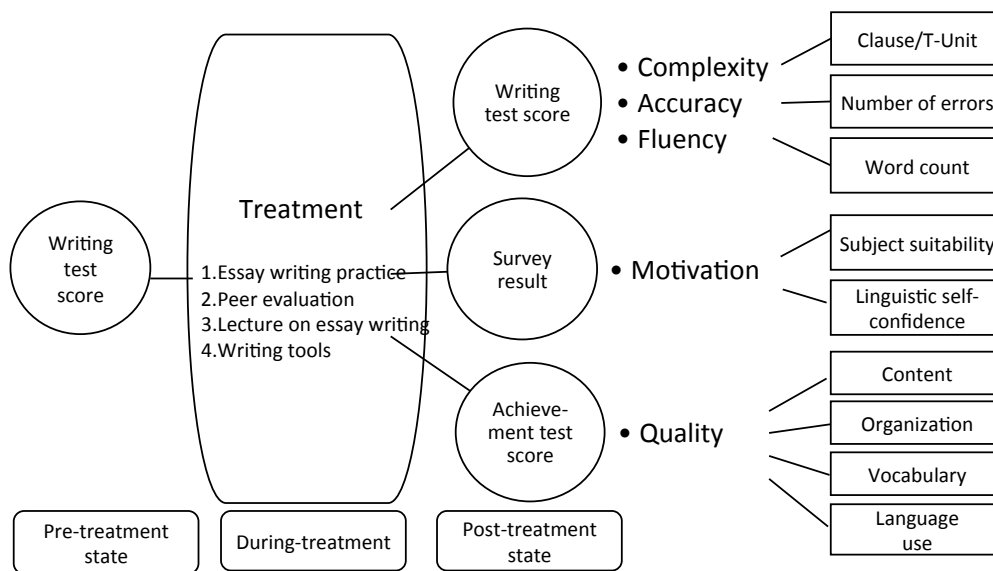 Writing
test
score
Treatment
1.Essay writing practice
2.Peer evaluation
3.Lecture on essay writing
4.Writing tools
Writing
test score
• Complexity
• Accuracy
• Fluency
Clause/T-Unit
Number of errors
Word count
Survey
result
• Motivation
Subject suitability
Linguistic self-
confidence
Achieve-
ment test
score
• Quality
Content
Organization
Vocabulary
Language
use
Pre-treatment
state
During-treatment
Post-treatment
state